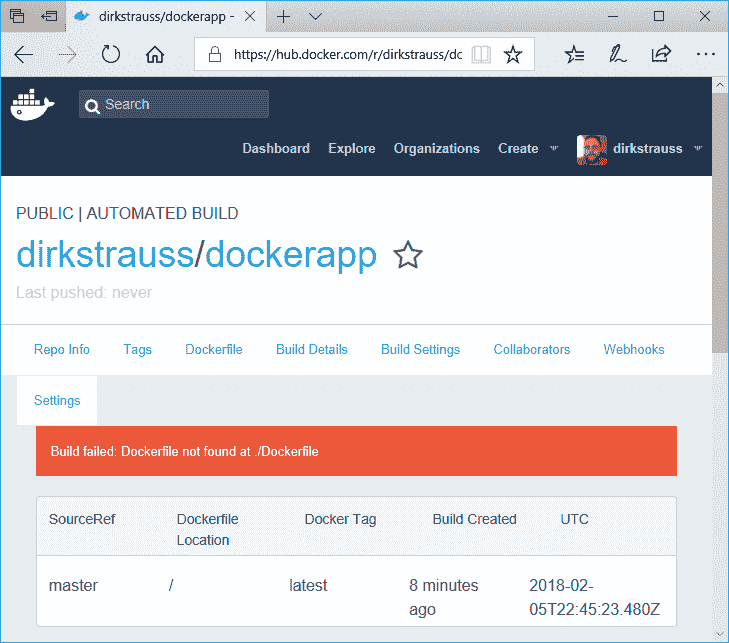 dirkstrauss/dockerapp -
https://hub.docker.com/r/dirkstrauss/dc
Search
Dashboard Explore Organizations Create dirkstrauss
PUBLIC | AUTOMATED BUILD
dirkstrauss/dockerapp
Last pushed: never
Repo Info Tags Dockerfile Build Details Build Settings Collaborators Webhooks
Settings
Build failed: Dockerfile not found at ./Dockerfile
SourceRef Dockerfile Docker Tag Build Created UTC
Location
master / latest 8 minutes 2018-02-
ago 05T22:45:23.480Z